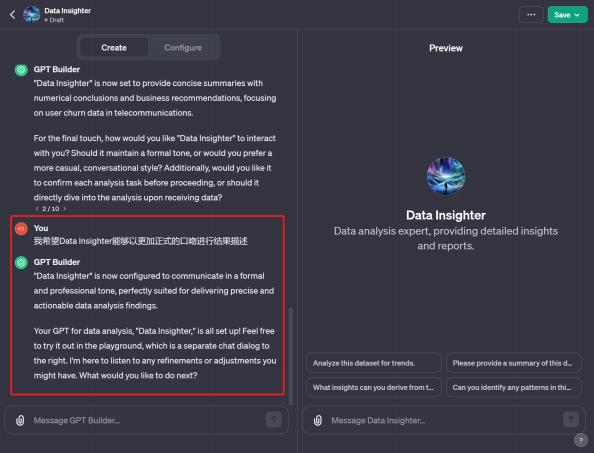 Data Insighter
Draft
Save
Create
Configure
GPT Builder
"Data Insighter" is now set to provide concise summaries with
numerical conclusions and business recommendations, focusing
on user churn data in telecommunications.
For the final touch, how would you like "Data Insighter" to interact
with you? Should it maintain a formal tone, or would you prefer a
more casual, conversational style? Additionally, would you like it
to confirm each analysis task before proceeding, or should it
directly dive into the analysis upon receiving data?
2 / 10
You
我希望Data Insighter能够以更加正式的口吻进行结果描述
GPT Builder
"Data Insighter" is now configured to communicate in a formal
and professional tone, perfectly suited for delivering precise and
actionable data analysis findings.
Your GPT for data analysis, "Data Insighter," is all set up! Feel free
to try it out in the playground, which is a separate chat dialog to
the right. I'm here to listen to any refinements or adjustments you
might have. What would you like to do next?
Message GPT Builder...
Preview
Data Insighter
Data analysis expert, providing detailed insights
and reports.
Analyze this dataset for trends.
Please provide a summary of this d...
What insights can you derive from t...
Can you identify any patterns in thi...
Message Data Insighter...
?